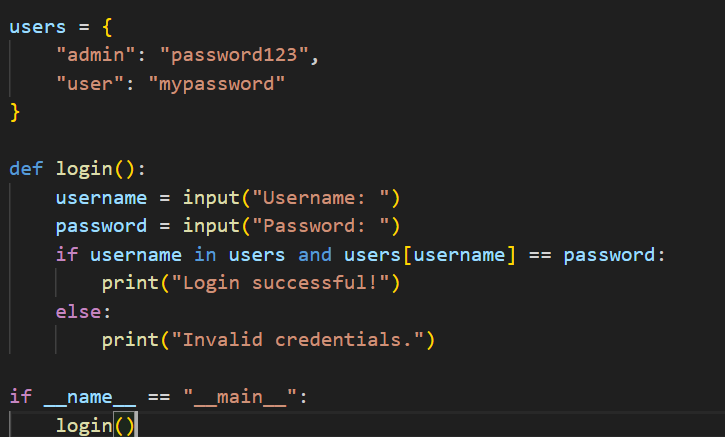 users = {
    "admin": "password123",
    "user": "mypassword"
}

def login():
    username = input("Username: ")
    password = input("Password: ")
    if username in users and users[username] == password:
        print("Login successful!")
    else:
        print("Invalid credentials.")

if __name__ == "__main__":
    login()